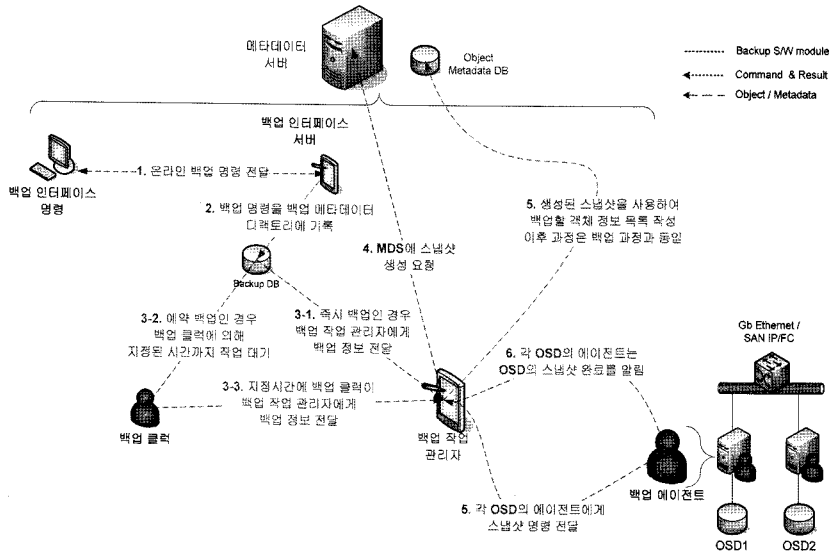 메타데이터
서버
Object
Metadata DB
Backup S/W module
Command & Result
Object / Metadata
백업 인터페이스
서버
1. 온라인 백업 명령 전달
백업 인터페이스
명령
2. 백업 명령을 백업 메타데이터
디렉토리에 기록
Backup DB
4. MDS에 스냅샷
생성 요청
5. 생성된 스냅샷을 사용하여
백업할 객체 정보 목록 작성
이후 과정은 백업 과정과 동일
3-2. 예약 백업인 경우
백업 클럭에 의해
지정된 시간까지 작업 대기
3-1. 즉시 백업인 경우
백업 작업 관리자에게
백업 정보 전달
Gb Ethernet /
SAN IP/FC
6. 각 OSD의 에이전트는
OSD의 스냅샷 완료를 알림
3-3. 지정시간에 백업 클럭이
백업 작업 관리자에게
백업 정보 전달
백업 클럭
백업 작업
관리자
백업 에이전트
5. 각 OSD의 에이전트에게
스냅샷 명령 전달
OSD1
OSD2